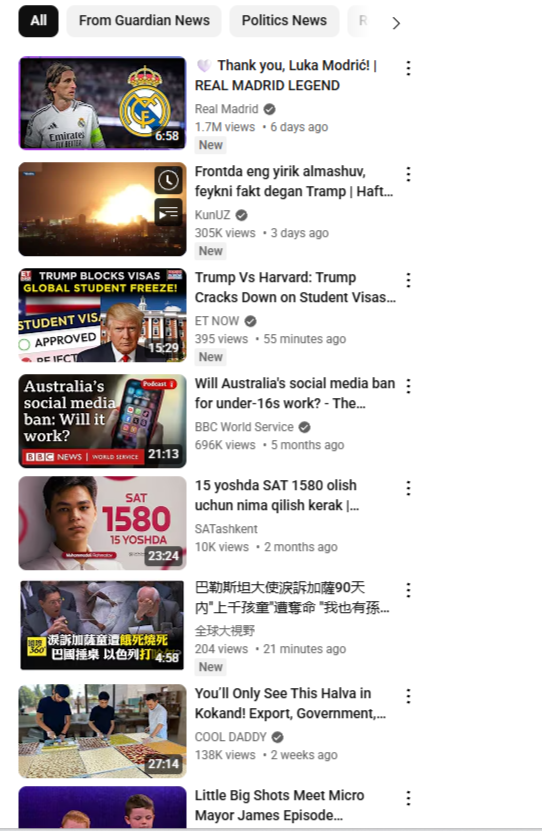 All
From Guardian News
Politics News
R
Thank you, Luka Modrić! |
REAL MADRID LEGEND
Real Madrid
1.7M views • 6 days ago
New
Emirates
6:58
Frontda eng yirik almashuv,
feykni fakt degan Tramp | Haft...
KunUZ
305K views • 3 days ago
New
ET NOW
TRUMP BLOCKS VISAS
GLOBAL STUDENT FREEZE!
STUDENT VISA
APPROVED
REJECT
15:29
Trump Vs Harvard: Trump
Cracks Down on Student Visas...
ET NOW
395 views • 55 minutes ago
New
Australia's
social media
ban: Will it
work?
Podcast
BBC NEWS | WORLD SERVICE
21:13
Will Australia's social media ban
for under-16s work? - The...
BBC World Service
696K views • 5 months ago
SAT
1580
15 YOSHDA
23:24
15 yoshda SAT 1580 olish
uchun nima qilish kerak |...
SATashkent
10K views • 2 months ago
淚訴加薩童遭餓死燒死
巴國捶桌 以色列打
360°
4:58
巴勒斯坦大使淚訴加薩90天
內"上千孩童"遭奪命 "我也有孫...
全球大視野
204 views • 21 minutes ago
New
27:14
You'll Only See This Halva in
Kokand! Export, Government,...
COOL DADDY
138K views • 2 weeks ago
Little Big Shots Meet Micro
Mayor James Episode...